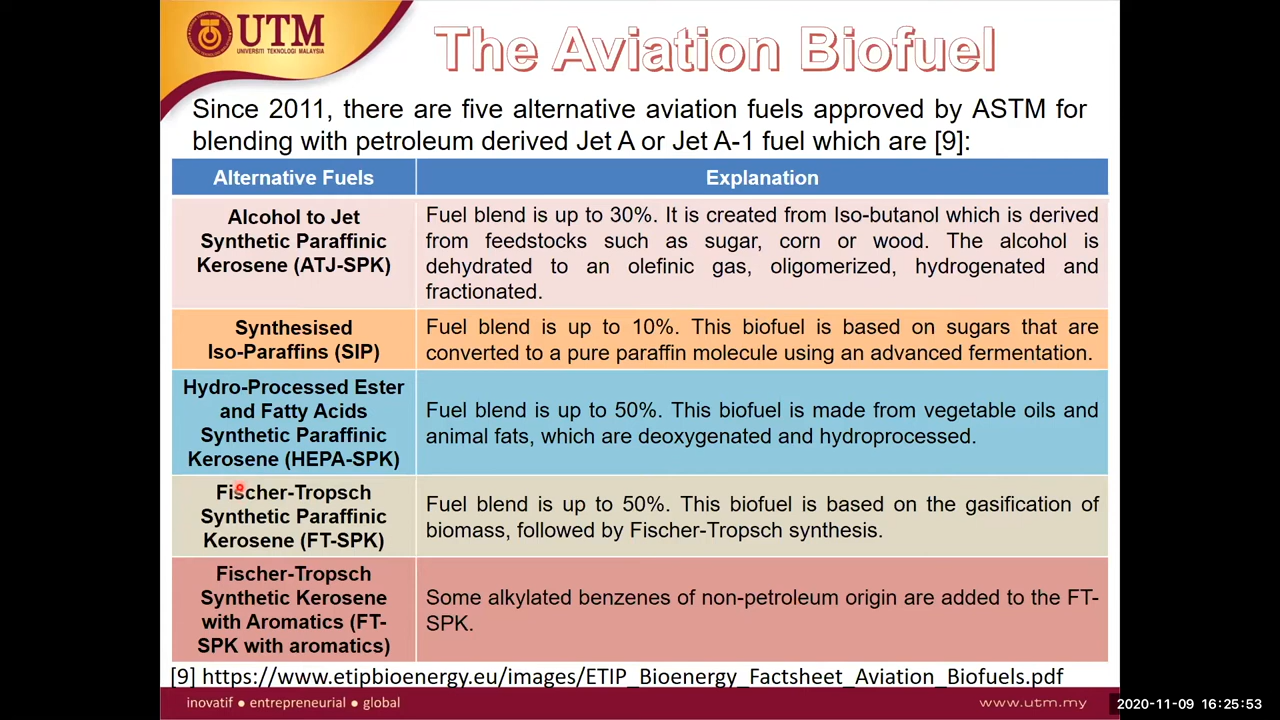 UTM
UNIVERSITI TEKNOLOGI MALAYSIA
The Aviation Biofuel
Since 2011, there are five alternative aviation fuels approved by ASTM for
blending with petroleum derived Jet A or Jet A-1 fuel which are [9]:
Alternative Fuels
Explanation
Alcohol to Jet
Synthetic Paraffinic
Kerosene (ATJ-SPK)
Fuel blend is up to 30%. It is created from Iso-butanol which is derived
from feedstocks such as sugar, corn or wood. The alcohol is
dehydrated to an olefinic gas, oligomerized, hydrogenated and
fractionated.
Synthesised
Iso-Paraffins (SIP)
Fuel blend is up to 10%. This biofuel is based on sugars that are
converted to a pure paraffin molecule using an advanced fermentation.
Hydro-Processed Ester
and Fatty Acids
Synthetic Paraffinic
Kerosene (HEPA-SPK)
Fuel blend is up to 50%. This biofuel is made from vegetable oils and
animal fats, which are deoxygenated and hydroprocessed.
Fischer-Tropsch
Synthetic Paraffinic
Kerosene (FT-SPK)
Fuel blend is up to 50%. This biofuel is based on the gasification of
biomass, followed by Fischer-Tropsch synthesis.
Fischer-Tropsch
Synthetic Kerosene
with Aromatics (FT-
SPK with aromatics)
Some alkylated benzenes of non-petroleum origin are added to the FT-
SPK.
[9] https://www.etipbioenergy.eu/images/ETIP_Bioenergy_Factsheet_Aviation_Biofuels.pdf
inovatif ● entrepreneurial ● global
www.utm.my
2020-11-09 16:25:53